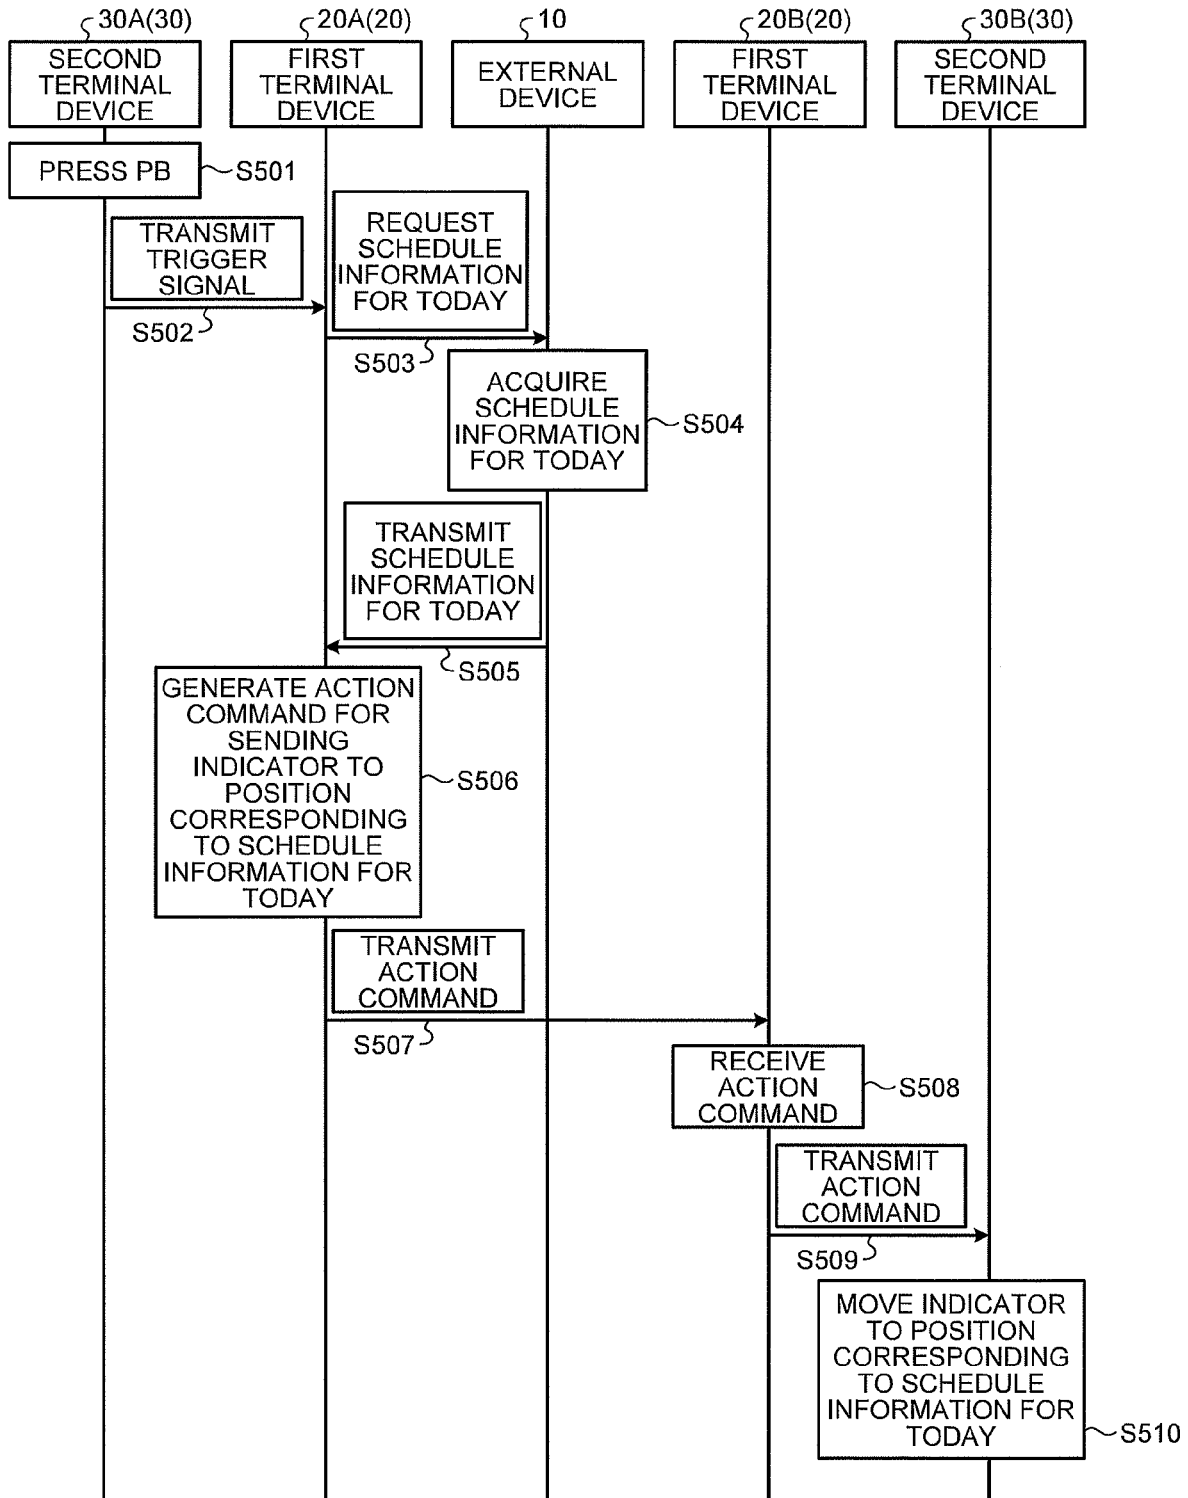 30A(30)
20A(20)
10
20B(20)
30B(30)
SECOND
TERMINAL
DEVICE
FIRST
TERMINAL
DEVICE
EXTERNAL
DEVICE
FIRST
TERMINAL
DEVICE
SECOND
TERMINAL
DEVICE
PRESS PB
S501
TRANSMIT
TRIGGER
SIGNAL
S502
REQUEST
SCHEDULE
INFORMATION
FOR TODAY
S503
ACQUIRE
SCHEDULE
INFORMATION
FOR TODAY
S504
TRANSMIT
SCHEDULE
INFORMATION
FOR TODAY
S505
GENERATE ACTION
COMMAND FOR
SENDING
INDICATOR TO
POSITION
CORRESPONDING
TO SCHEDULE
INFORMATION FOR
TODAY
S506
TRANSMIT
ACTION
COMMAND
S507
RECEIVE
ACTION
COMMAND
S508
TRANSMIT
ACTION
COMMAND
S509
MOVE INDICATOR
TO POSITION
CORRESPONDING
TO SCHEDULE
INFORMATION FOR
TODAY
S510